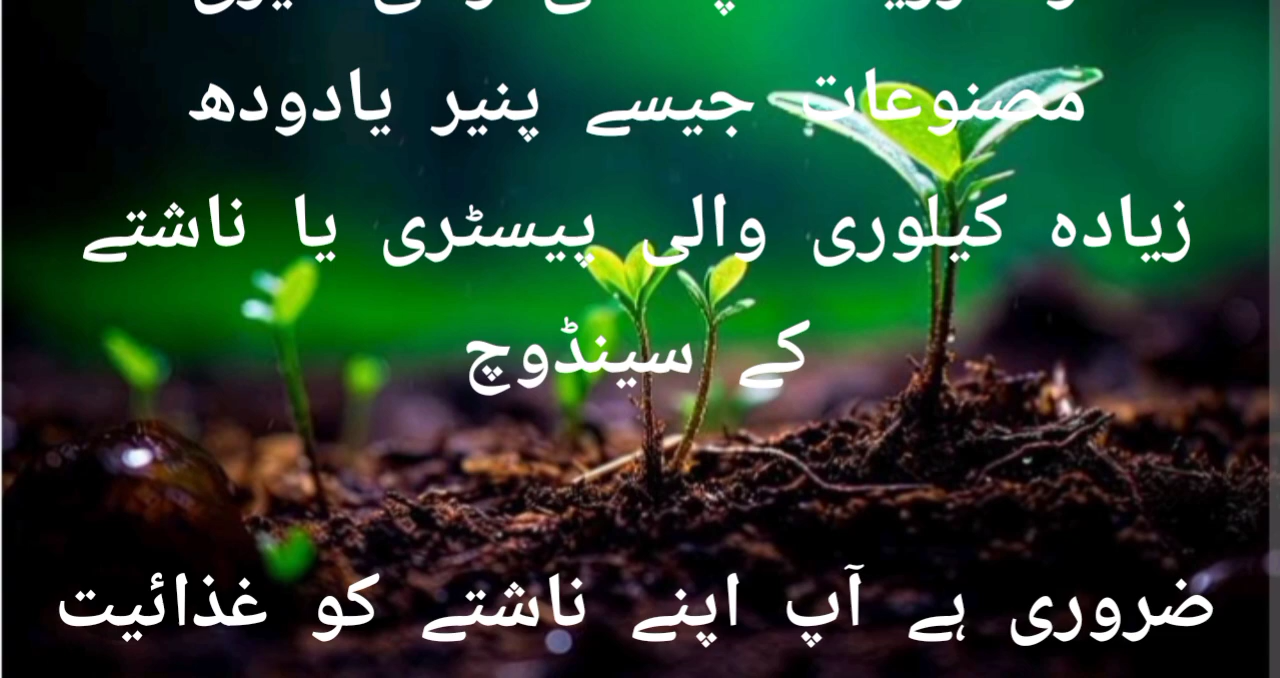 مصنوعات جیسے پنیر یادودھ
زیادہ کیلوری والی پیسٹری یا ناشتے
کے سینڈوچ
ضروری ہے آپ اپنے ناشتے کو غذائیت